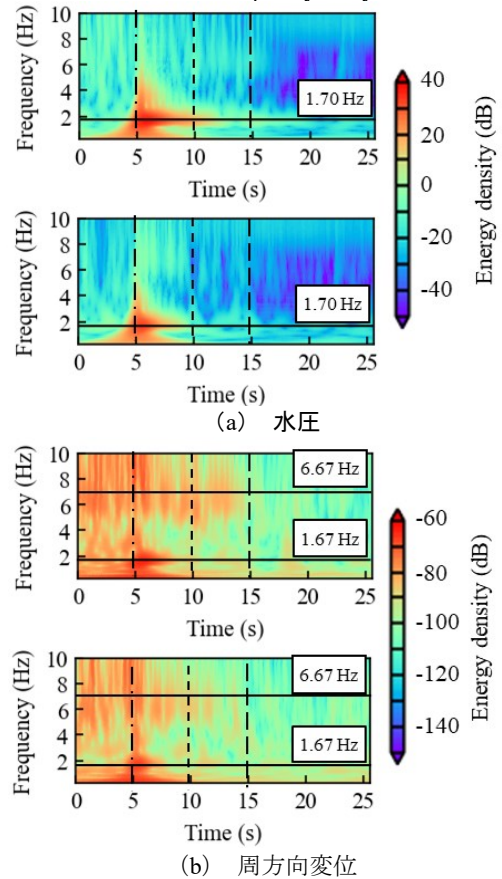 10
8
6
4
2
Frequency (Hz)
1.70 Hz
0 5 10 15 20 25
Time (s)
10
8
6
4
2
Frequency (Hz)
1.70 Hz
0 5 10 15 20 25
Time (s)
40
20
0
-20
-40
Energy density (dB)
(a) 水圧
10
8
6
4
2
Frequency (Hz)
6.67 Hz
1.67 Hz
0 5 10 15 20 25
Time (s)
10
8
6
4
2
Frequency (Hz)
6.67 Hz
1.67 Hz
0 5 10 15 20 25
Time (s)
-60
-80
-100
-120
-140
Energy density (dB)
(b) 周方向変位